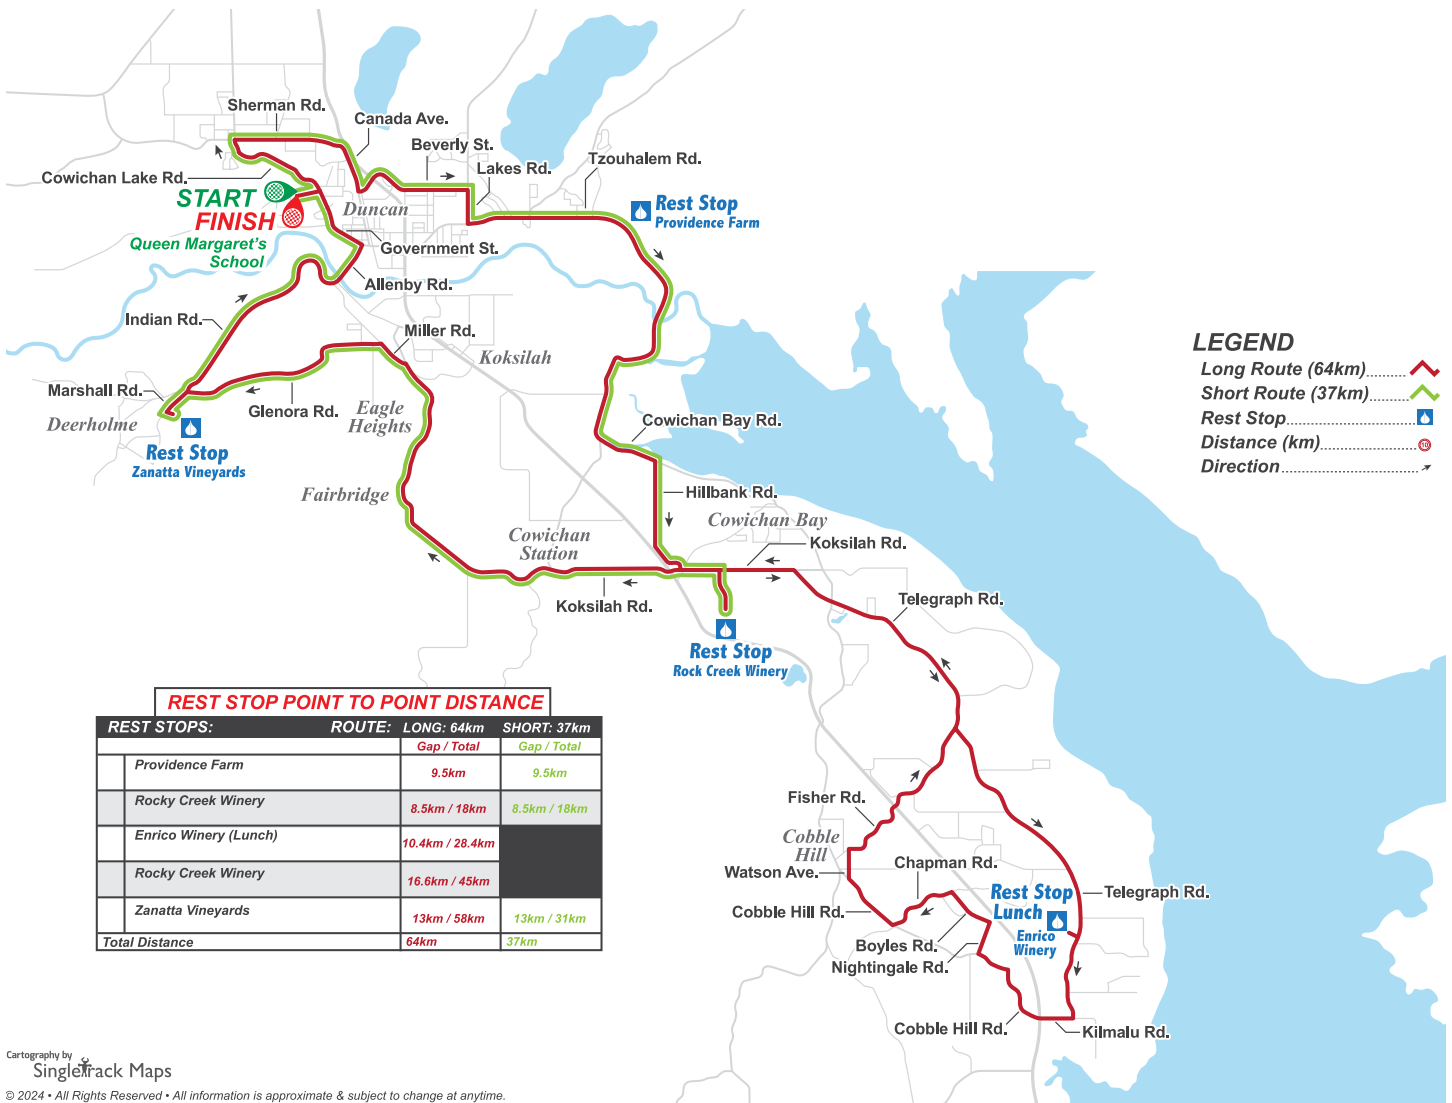 Sherman Rd.
Canada Ave.
Beverly St.
Lakes Rd.
Tzouhalem Rd.
Cowichan Lake Rd.
START
FINISH
Queen Margaret's
School
Duncan
Government St.
Allenby Rd.
Rest Stop
Providence Farm
Indian Rd.
Miller Rd.
Koksilah
Marshall Rd.
Deerholme
Glenora Rd.
Eagle
Heights
Rest Stop
Zanatta Vineyards
Cowichan Bay Rd.
Fairbridge
Hillbank Rd.
Cowichan Bay
Cowichan
Station
Koksilah Rd.
Koksilah Rd.
Telegraph Rd.
Rest Stop
Rock Creek Winery
LEGEND
Long Route (64km)
Short Route (37km)
Rest Stop
Distance (km)
10
Direction
REST STOP POINT TO POINT DISTANCE
REST STOPS: ROUTE: LONG: 64km SHORT: 37km
Gap / Total Gap / Total
Providence Farm 9.5km 9.5km
Rocky Creek Winery 8.5km / 18km 8.5km / 18km
Enrico Winery (Lunch) 10.4km / 28.4km
Rocky Creek Winery 16.6km / 45km
Zanatta Vineyards 13km / 58km 13km / 31km
Total Distance 64km 37km
Fisher Rd.
Cobble
Hill
Watson Ave.
Chapman Rd.
Cobble Hill Rd.
Rest Stop
Lunch
Enrico
Winery
Telegraph Rd.
Boyles Rd.
Nightingale Rd.
Cobble Hill Rd.
Kilmalu Rd.
Cartography by
SingleTrack Maps
© 2024 • All Rights Reserved • All information is approximate & subject to change at anytime.